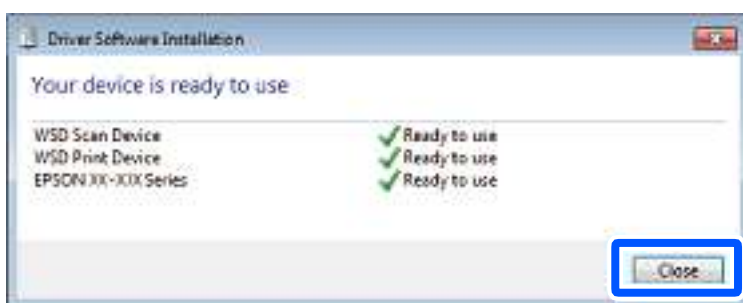 Driver Software Installation
Your device is ready to use
WSD Scan Device Ready to use
WSD Print Device Ready to use
EPSON XX-XXX Series Ready to use
Close